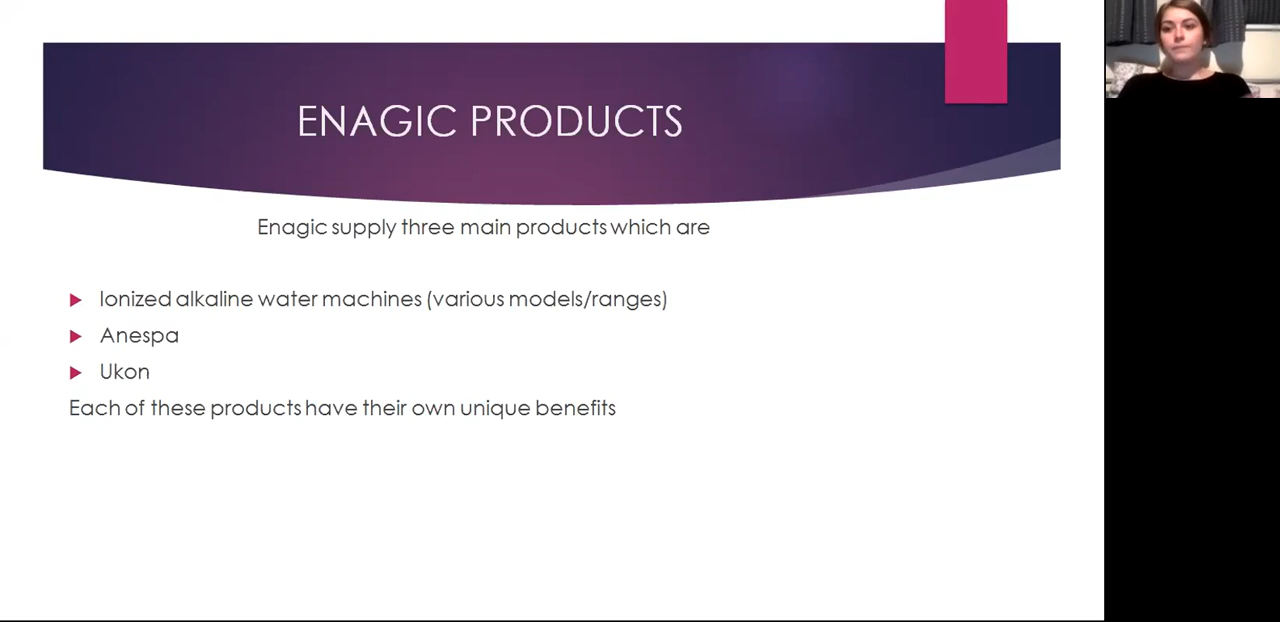 ENAGIC PRODUCTS
Enagic supply three main products which are
Ionized alkaline water machines (various models/ranges)
Anespa
Ukon
Each of these products have their own unique benefits